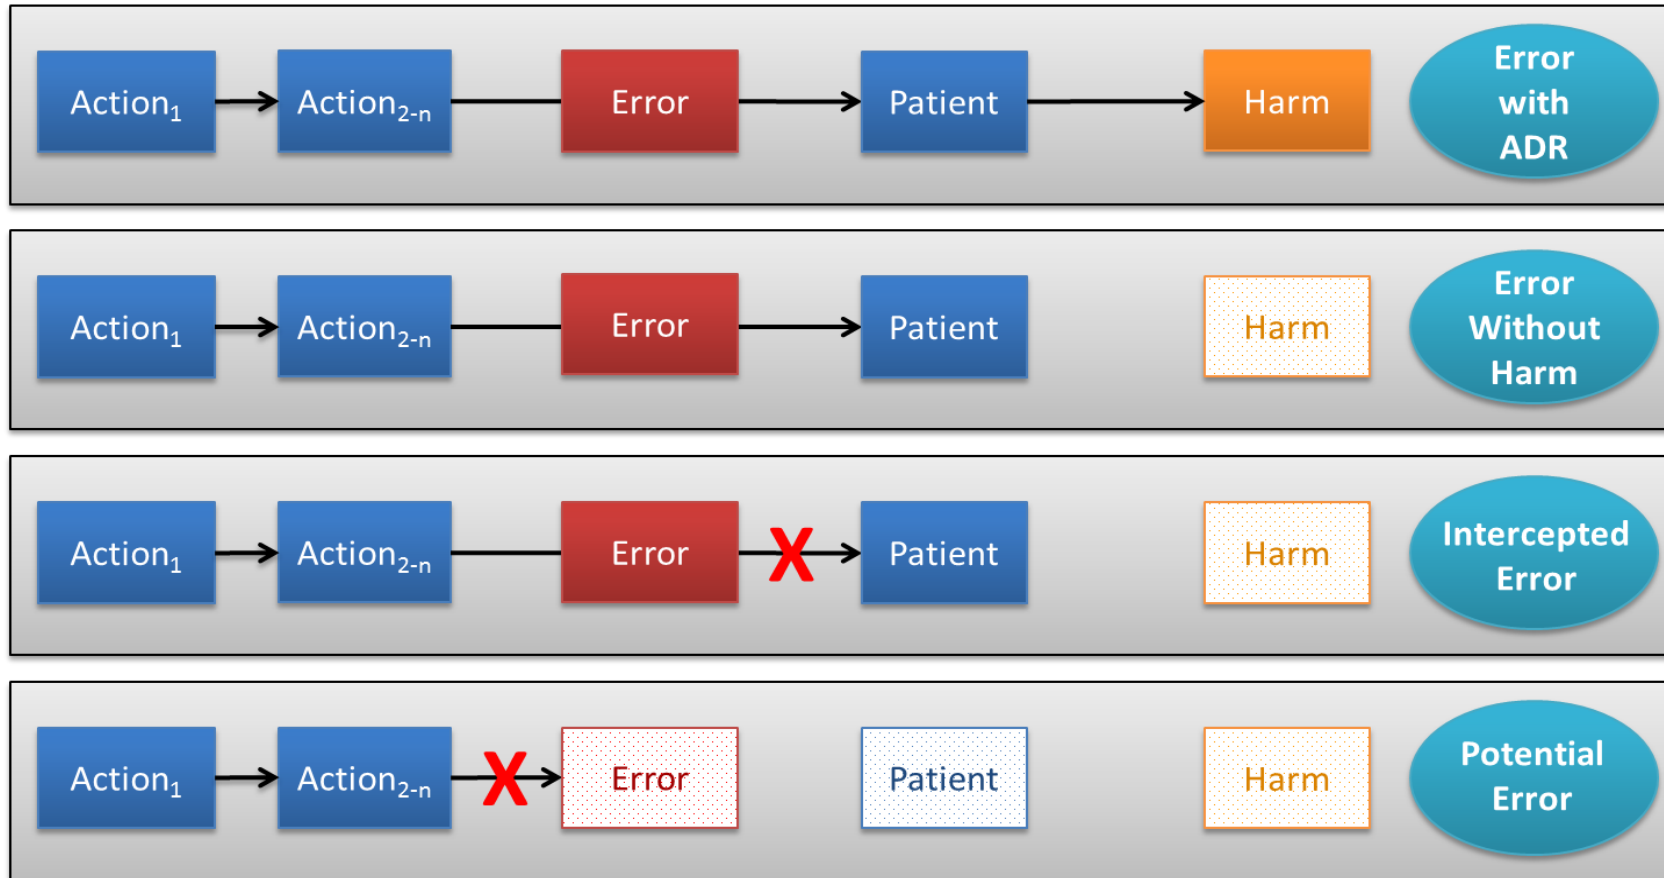 Action₁
Action₂₋ₙ
Error
Patient
Harm
Error
with
ADR
Action₁
Action₂₋ₙ
Error
Patient
Harm
Error
Without
Harm
Action₁
Action₂₋ₙ
Error
X
Patient
Harm
Intercepted
Error
Action₁
Action₂₋ₙ
X
Error
Patient
Harm
Potential
Error